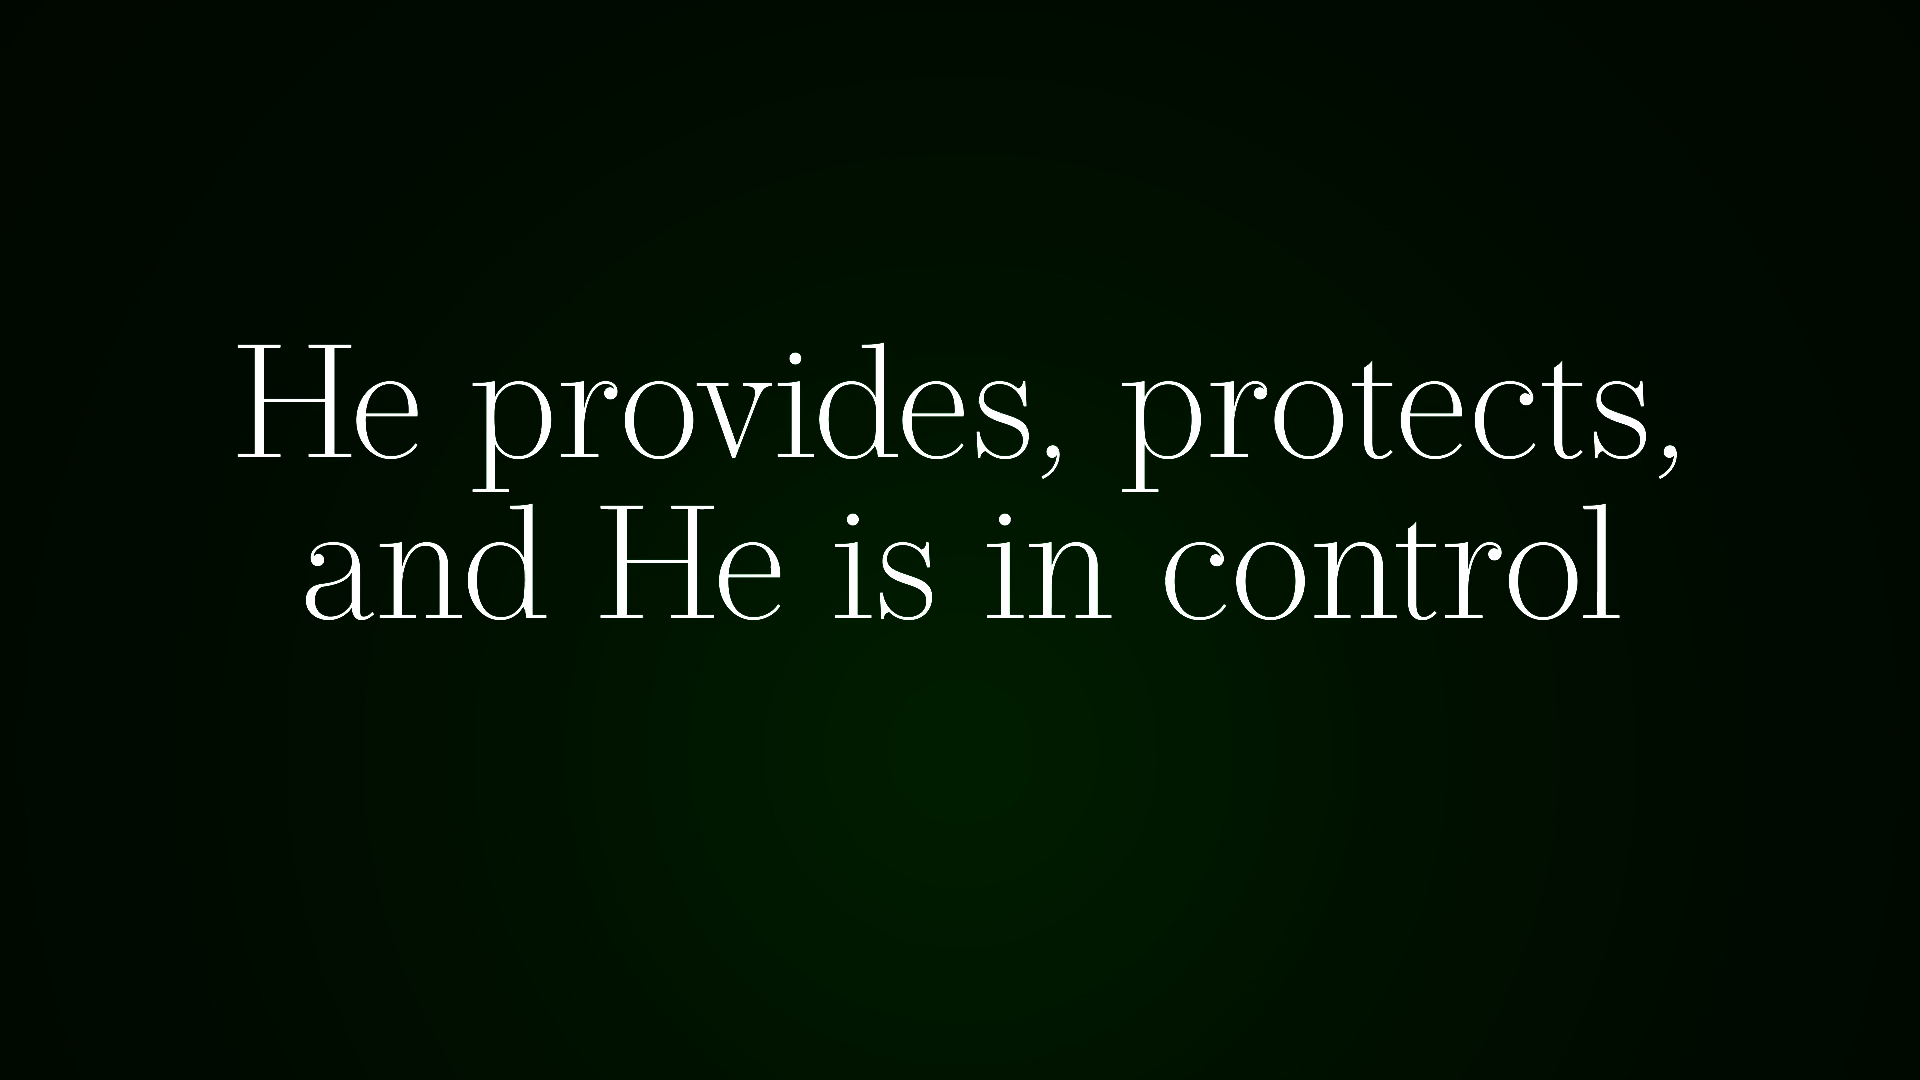 He provides, protects,
and He is in control